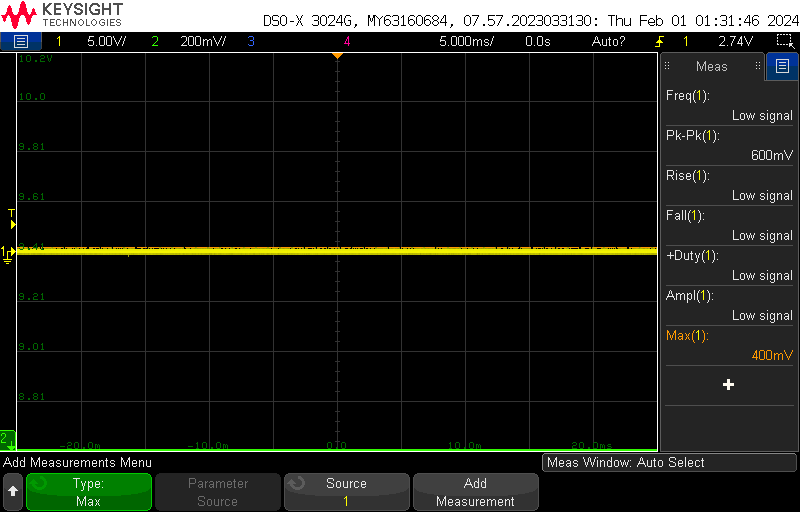 KEYSIGHT
TECHNOLOGIES
DSO-X 3024G, MY63160684, 07.57.2023033130: Thu Feb 01 01:31:46 2024
1 5.00V/ 2 200mV/ 3 4 5.000ms/ 0.0s Auto? 1 2.74V
10.2V
10.0
9.81
9.61
T
9.41
1
9.21
9.01
8.81
2
-20.0m -10.0m 0.0 10.0m 20.0ms
Meas
Freq(1):
Low signal
Pk-Pk(1):
600mV
Rise(1):
Low signal
Fall(1):
Low signal
+Duty(1):
Low signal
Ampl(1):
Low signal
Max(1):
400mV
Add Measurements Menu
Meas Window: Auto Select
Type:
Max
Parameter
Source
Source
1
Add
Measurement